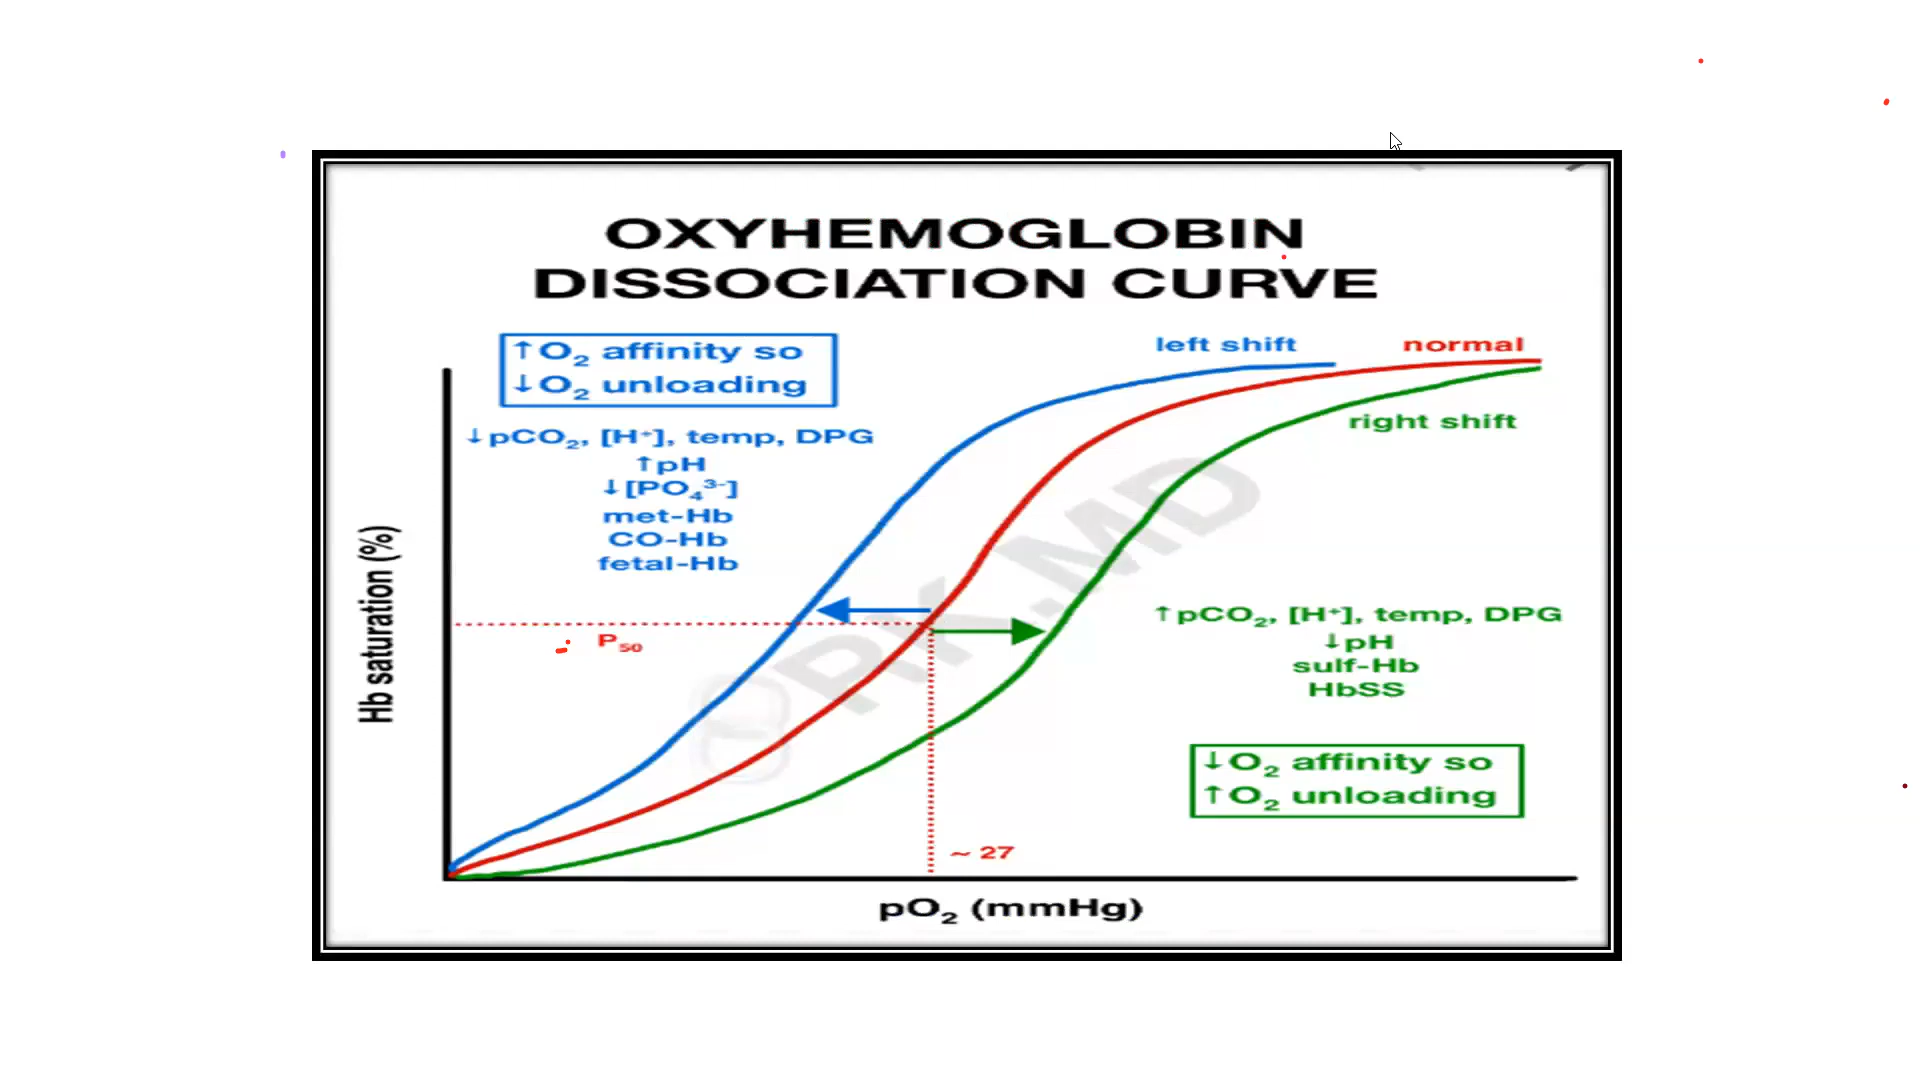 OXYHEMOGLOBIN
DISSOCIATION CURVE
↑O₂ affinity so
↓O₂ unloading
left shift
normal
right shift
↓pCO₂, [H⁺], temp, DPG
↑pH
↓[PO₄³⁻]
met-Hb
CO-Hb
fetal-Hb
P₅₀
↑pCO₂, [H⁺], temp, DPG
↓pH
sulf-Hb
HbSS
↓O₂ affinity so
↑O₂ unloading
~ 27
Hb saturation (%)
pO₂ (mmHg)
RK.MD